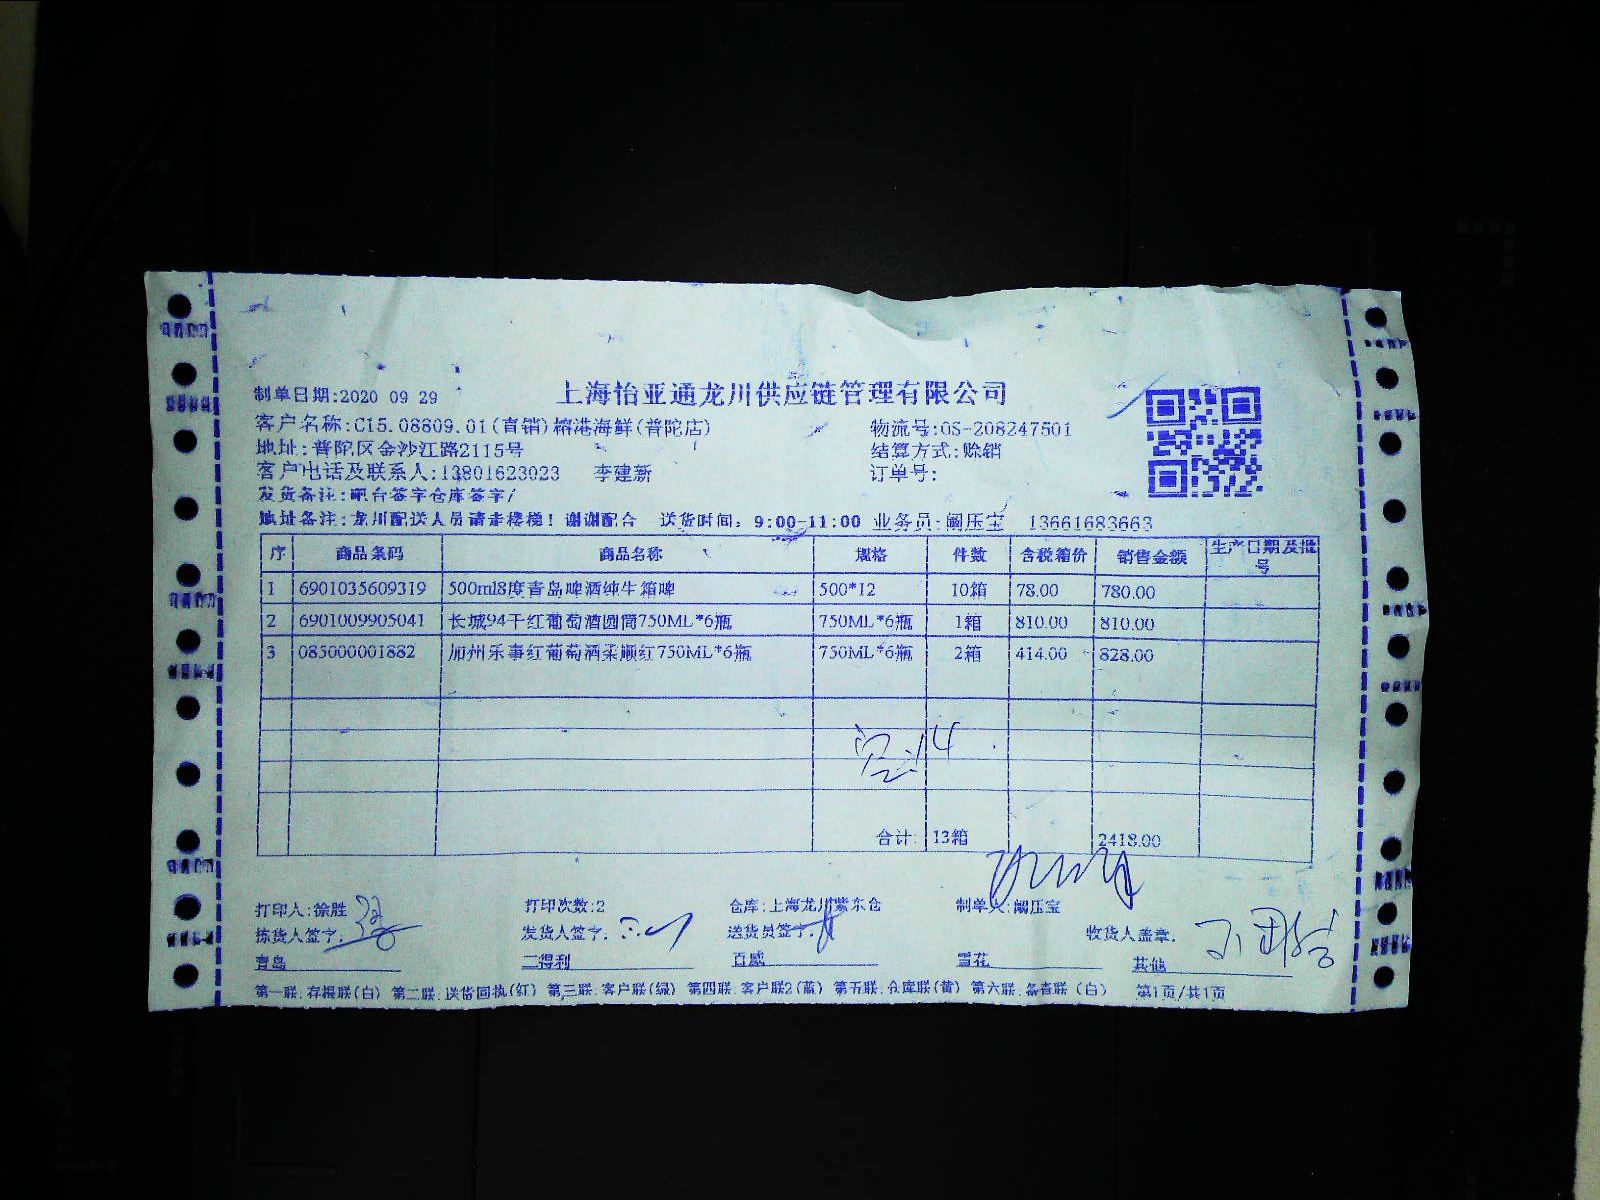 制单日期:2020 09 29
上海怡亚通龙川供应链管理有限公司
客户名称:C15.08809.01(直销)榕港海鲜(普陀店) 物流号:OS-208247501
地址:普陀区金沙江路2115号 结算方式:赊销
客户电话及联系人:13801623023 李建新 订单号:
发货备注:吧台签字仓库签字/
地址备注:龙川配送人员请走楼梯！谢谢配合 送货时间：9:00-11:00 业务员:阚压宝 13661683663
序 商品条码 商品名称 规格 件数 含税箱价 销售金额 生产日期及批号
1 6901035609319 500ml8度青岛啤酒纯生箱啤 500*12 10箱 78.00 780.00
2 6901009905041 长城94干红葡萄酒圆筒750ML*6瓶 750ML*6瓶 1箱 810.00 810.00
3 085000001882 加州乐事红葡萄酒柔顺红750ML*6瓶 750ML*6瓶 2箱 414.00 828.00
合计: 13箱 2418.00
打印人:徐胜 打印次数:2 仓库:上海龙川紫东仓 制单人:阚压宝
拣货人签字: 发货人签字: 送货员签字: 收货人盖章:
青岛 三得利 百威 雪花 其他
第一联:存根联(白) 第二联:送货回执(红) 第三联:客户联(绿) 第四联:客户联2(蓝) 第五联:仓库联(黄) 第六联:备查联(白) 第1页/共1页